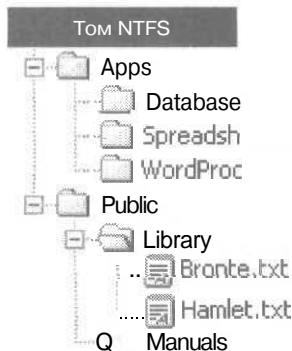 Том NTFS
Apps
Database
Spreadsh
WordProc
Public
Library
Bronte.txt
Hamlet.txt
Q Manuals